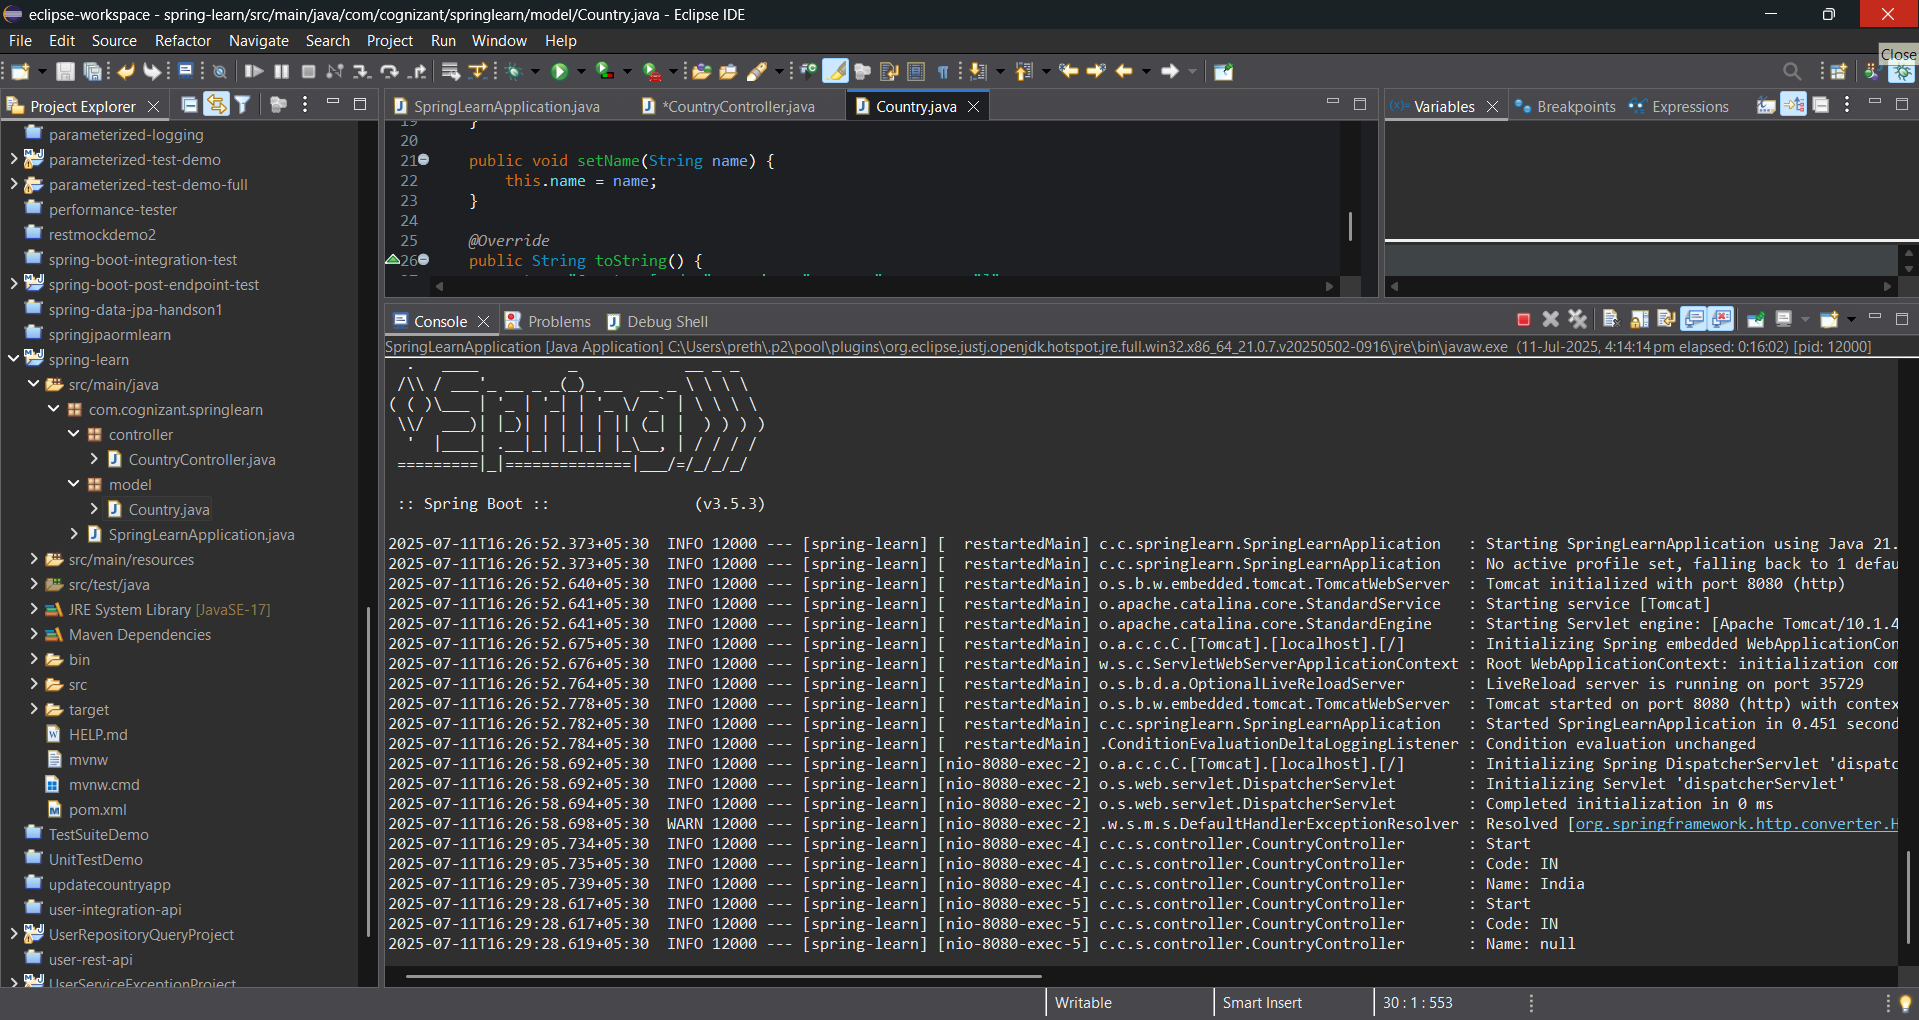 eclipse-workspace - spring-learn/src/main/java/com/cognizant/springlearn/model/Country.java - Eclipse IDE
File Edit Source Refactor Navigate Search Project Run Window Help
Close
Project Explorer
parameterized-logging
parameterized-test-demo
parameterized-test-demo-full
performance-tester
restmockdemo2
spring-boot-integration-test
spring-boot-post-endpoint-test
spring-data-jpa-handson1
springjpaormlearn
spring-learn
src/main/java
com.cognizant.springlearn
controller
CountryController.java
model
Country.java
SpringLearnApplication.java
src/main/resources
src/test/java
JRE System Library [JavaSE-17]
Maven Dependencies
bin
src
target
HELP.md
mvnw
mvnw.cmd
pom.xml
TestSuiteDemo
UnitTestDemo
updatecountryapp
user-integration-api
UserRepositoryQueryProject
user-rest-api
UserServiceExceptionProject
SpringLearnApplication.java *CountryController.java Country.java
19 }
20
21 public void setName(String name) {
22 this.name = name;
23 }
24
25 @Override
26 public String toString() {
Variables Breakpoints Expressions
Console Problems Debug Shell
SpringLearnApplication [Java Application] C:\Users\preth\.p2\pool\plugins\org.eclipse.justj.openjdk.hotspot.jre.full.win32.x86_64_21.0.7.v20250502-0916\jre\bin\javaw.exe (11-Jul-2025, 4:14:14 pm elapsed: 0:16:02) [pid: 12000]
:: Spring Boot :: (v3.5.3)
2025-07-11T16:26:52.373+05:30 INFO 12000 --- [spring-learn] [ restartedMain] c.c.springlearn.SpringLearnApplication : Starting SpringLearnApplication using Java 21.
2025-07-11T16:26:52.373+05:30 INFO 12000 --- [spring-learn] [ restartedMain] c.c.springlearn.SpringLearnApplication : No active profile set, falling back to 1 defau
2025-07-11T16:26:52.640+05:30 INFO 12000 --- [spring-learn] [ restartedMain] o.s.b.w.embedded.tomcat.TomcatWebServer : Tomcat initialized with port 8080 (http)
2025-07-11T16:26:52.641+05:30 INFO 12000 --- [spring-learn] [ restartedMain] o.apache.catalina.core.StandardService : Starting service [Tomcat]
2025-07-11T16:26:52.641+05:30 INFO 12000 --- [spring-learn] [ restartedMain] o.apache.catalina.core.StandardEngine : Starting Servlet engine: [Apache Tomcat/10.1.4
2025-07-11T16:26:52.675+05:30 INFO 12000 --- [spring-learn] [ restartedMain] o.a.c.c.C.[Tomcat].[localhost].[/] : Initializing Spring embedded WebApplicationCon
2025-07-11T16:26:52.676+05:30 INFO 12000 --- [spring-learn] [ restartedMain] w.s.c.ServletWebServerApplicationContext : Root WebApplicationContext: initialization com
2025-07-11T16:26:52.764+05:30 INFO 12000 --- [spring-learn] [ restartedMain] o.s.b.d.a.OptionalLiveReloadServer : LiveReload server is running on port 35729
2025-07-11T16:26:52.778+05:30 INFO 12000 --- [spring-learn] [ restartedMain] o.s.b.w.embedded.tomcat.TomcatWebServer : Tomcat started on port 8080 (http) with contex
2025-07-11T16:26:52.782+05:30 INFO 12000 --- [spring-learn] [ restartedMain] c.c.springlearn.SpringLearnApplication : Started SpringLearnApplication in 0.451 second
2025-07-11T16:26:52.784+05:30 INFO 12000 --- [spring-learn] [ restartedMain] .ConditionEvaluationDeltaLoggingListener : Condition evaluation unchanged
2025-07-11T16:26:58.692+05:30 INFO 12000 --- [spring-learn] [nio-8080-exec-2] o.a.c.c.C.[Tomcat].[localhost].[/] : Initializing Spring DispatcherServlet 'dispatc
2025-07-11T16:26:58.692+05:30 INFO 12000 --- [spring-learn] [nio-8080-exec-2] o.s.web.servlet.DispatcherServlet : Initializing Servlet 'dispatcherServlet'
2025-07-11T16:26:58.694+05:30 INFO 12000 --- [spring-learn] [nio-8080-exec-2] o.s.web.servlet.DispatcherServlet : Completed initialization in 0 ms
2025-07-11T16:26:58.698+05:30 WARN 12000 --- [spring-learn] [nio-8080-exec-2] .w.s.m.s.DefaultHandlerExceptionResolver : Resolved [org.springframework.http.converter.H
2025-07-11T16:29:05.734+05:30 INFO 12000 --- [spring-learn] [nio-8080-exec-4] c.c.s.controller.CountryController : Start
2025-07-11T16:29:05.735+05:30 INFO 12000 --- [spring-learn] [nio-8080-exec-4] c.c.s.controller.CountryController : Code: IN
2025-07-11T16:29:05.739+05:30 INFO 12000 --- [spring-learn] [nio-8080-exec-4] c.c.s.controller.CountryController : Name: India
2025-07-11T16:29:28.617+05:30 INFO 12000 --- [spring-learn] [nio-8080-exec-5] c.c.s.controller.CountryController : Start
2025-07-11T16:29:28.617+05:30 INFO 12000 --- [spring-learn] [nio-8080-exec-5] c.c.s.controller.CountryController : Code: IN
2025-07-11T16:29:28.619+05:30 INFO 12000 --- [spring-learn] [nio-8080-exec-5] c.c.s.controller.CountryController : Name: null
Writable Smart Insert 30 : 1 : 553